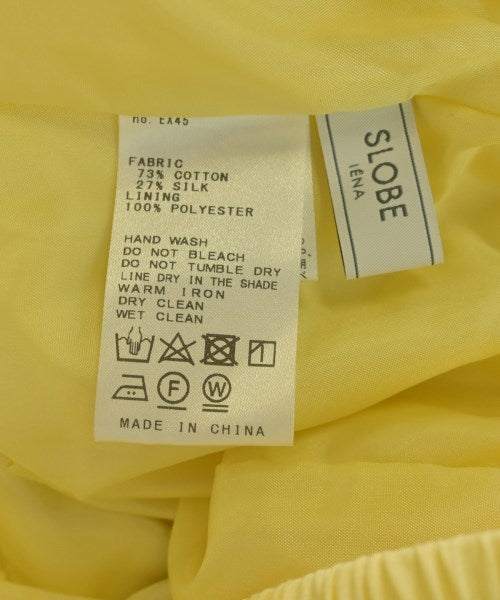 no. EX45
FABRIC
73% COTTON
27% SILK
LINING
100% POLYESTER
HAND WASH
DO NOT BLEACH
DO NOT TUMBLE DRY
LINE DRY IN THE SHADE
WARM IRON
DRY CLEAN
WET CLEAN
F
W
MADE IN CHINA
SLOBE
IÉNA